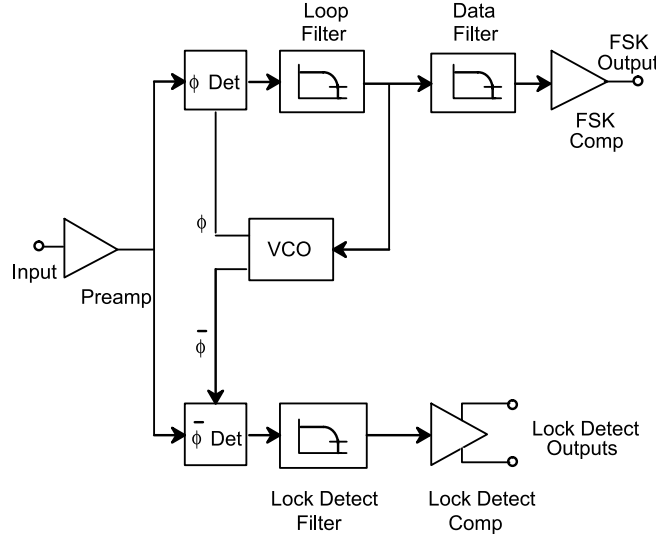 Loop
Filter
Data
Filter
FSK
Output
ϕ Det
FSK
Comp
ϕ
VCO
Input
Preamp
ϕ̅
ϕ̅ Det
Lock Detect
Outputs
Lock Detect
Filter
Lock Detect
Comp